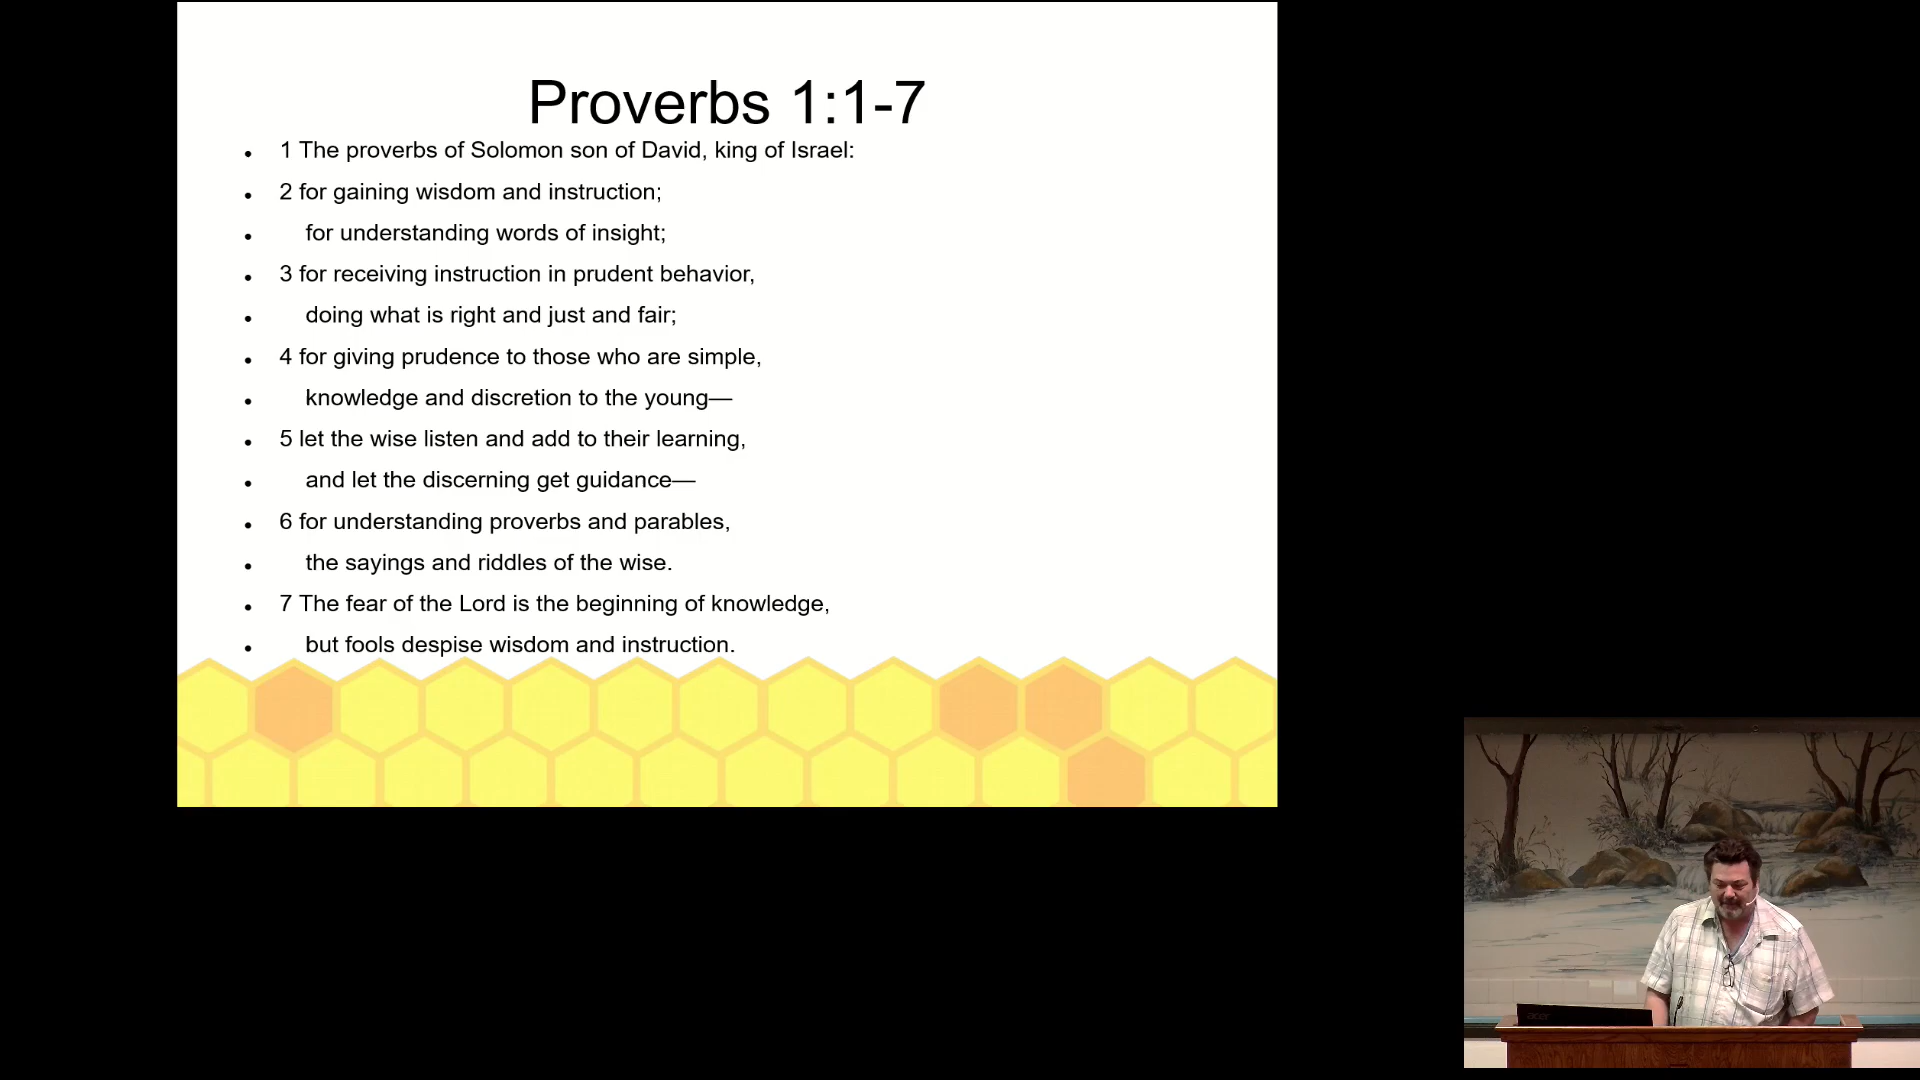 Proverbs 1:1-7
• 1 The proverbs of Solomon son of David, king of Israel:
• 2 for gaining wisdom and instruction;
• for understanding words of insight;
• 3 for receiving instruction in prudent behavior,
• doing what is right and just and fair;
• 4 for giving prudence to those who are simple,
• knowledge and discretion to the young—
• 5 let the wise listen and add to their learning,
• and let the discerning get guidance—
• 6 for understanding proverbs and parables,
• the sayings and riddles of the wise.
• 7 The fear of the Lord is the beginning of knowledge,
• but fools despise wisdom and instruction.
acer